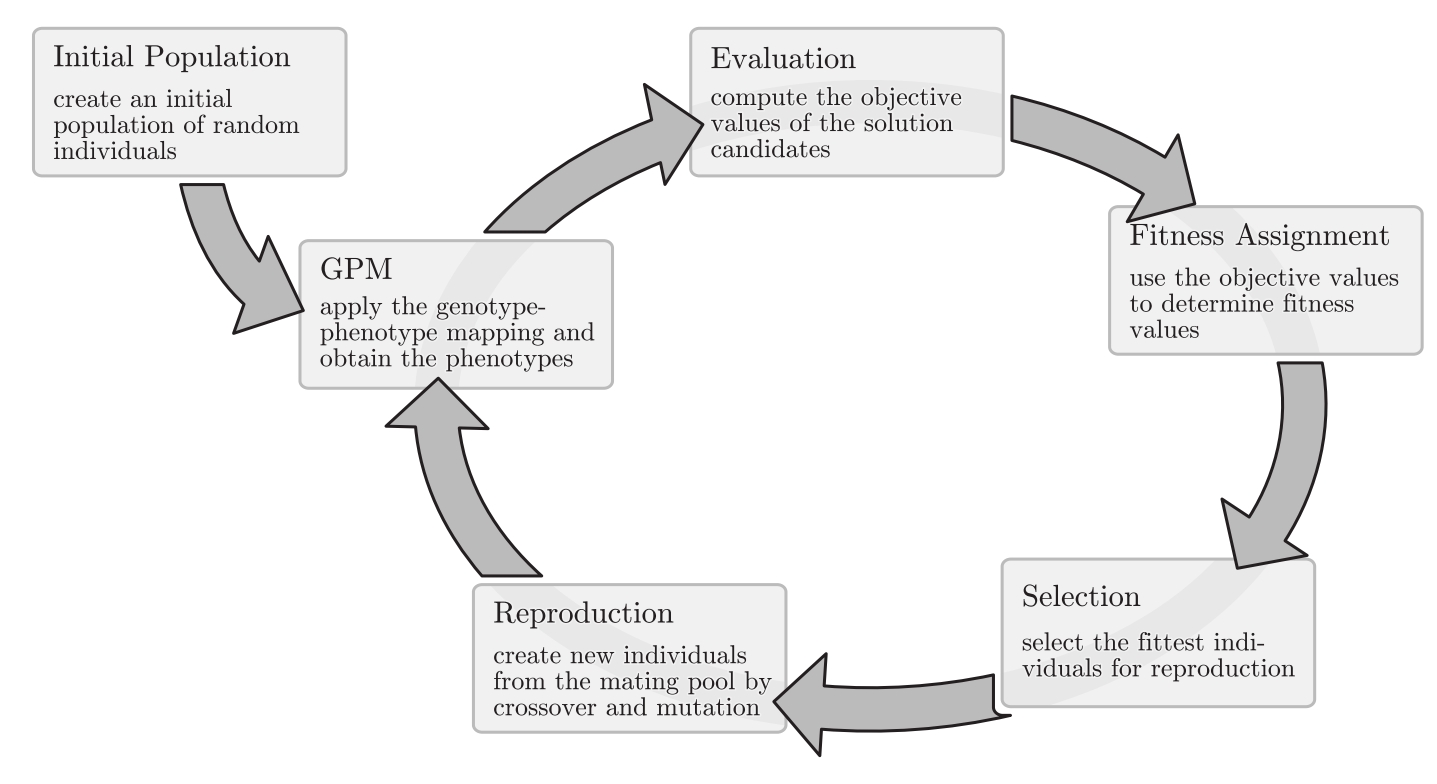 Initial Population
create an initial
population of random
individuals
Evaluation
compute the objective
values of the solution
candidates
Fitness Assignment
use the objective values
to determine fitness
values
GPM
apply the genotype-
phenotype mapping and
obtain the phenotypes
Selection
select the fittest indi-
viduals for reproduction
Reproduction
create new individuals
from the mating pool by
crossover and mutation